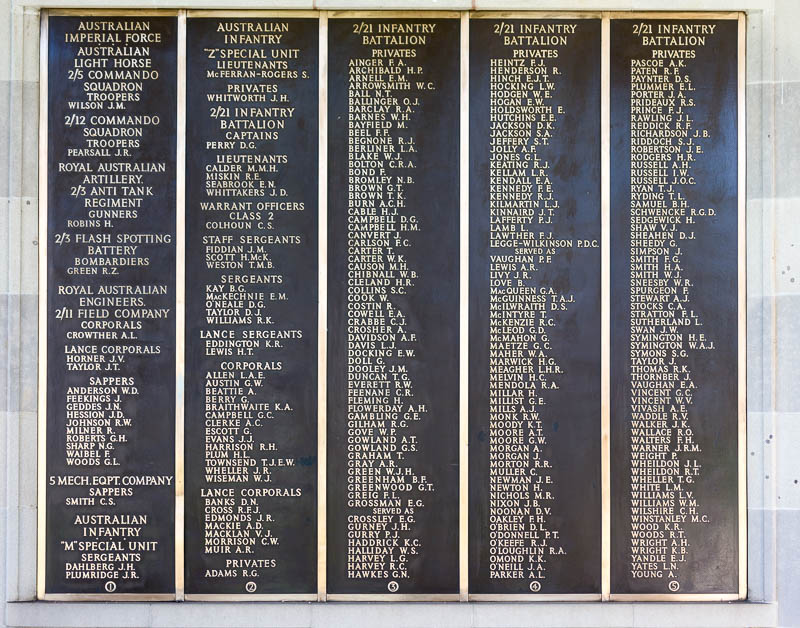 AUSTRALIAN
IMPERIAL FORCE
AUSTRALIAN
LIGHT HORSE
2/5 COMMANDO
SQUADRON
TROOPERS
WILSON J.M.
2/12 COMMANDO
SQUADRON
TROOPERS
PEARSALL J.R.
ROYAL AUSTRALIAN
ARTILLERY.
2/3 ANTI TANK
REGIMENT
GUNNERS
ROBINS H.
2/3 FLASH SPOTTING
BATTERY
BOMBARDIERS
GREEN R.Z.
ROYAL AUSTRALIAN
ENGINEERS.
2/11 FIELD COMPANY
CORPORALS
CROWTHER A.L.
LANCE CORPORALS
HORNER J.V.
TAYLOR J.T.
SAPPERS
ANDERSON W.D.
FEEKINGS J.
GEDDES J.N.
HESSION J.D.
JOHNSON R.W.
MILNER R.
ROBERTS G.H.
SHARP N.G.
WAIBEL F.
WOODS G.L.
5 MECH. EQPT. COMPANY
SAPPERS
SMITH C.S.
AUSTRALIAN
INFANTRY
"M" SPECIAL UNIT
SERGEANTS
DAHLBERG J.H.
PLUMRIDGE J.R.
1
AUSTRALIAN
INFANTRY
"Z" SPECIAL UNIT
LIEUTENANTS
McFERRAN-ROGERS S.
PRIVATES
WHITWORTH J.H.
2/21 INFANTRY
BATTALION
CAPTAINS
PERRY D.G.
LIEUTENANTS
CALDER M.M.H.
MISKIN R.E.
SEABROOK E.N.
WHITTAKERS J.D.
WARRANT OFFICERS
CLASS 2
COLHOUN C.S.
STAFF SERGEANTS
FIDDIAN J.M.
SCOTT H.McK.
WESTON T.M.B.
SERGEANTS
KAY B.G.
MacKECHNIE E.M.
O'NEALE D.G.
TAYLOR D.J.
WILLIAMS R.K.
LANCE SERGEANTS
EDDINGTON K.R.
LEWIS H.T.
CORPORALS
ALLEN L.A.E.
AUSTIN G.W.
BEATTIE A.
BERRY G.
BRAITHWAITE K.A.
CAMPBELL G.C.
CLERKE A.C.
ESCOTT G.
EVANS J.J.
HARRISON R.H.
PLUM H.L.
TOWNSEND T.J.E.W.
WHELLER J.R.
WISEMAN W.J.
LANCE CORPORALS
BANKS D.N.
CROSS R.F.J.
EDMONDS J.R.
MACKIE A.D.
MACKLAN V.J.
MORRISON C.W.
MUIR A.R.
PRIVATES
ADAMS R.G.
2
2/21 INFANTRY
BATTALION
PRIVATES
AINGER F.A.
ARCHIBALD H.P.
ARNELL E.M.
ARROWSMITH W.C.
BALL N.T.
BALLINGER O.J.
BARCLAY R.A.
BARNES W.H.
BAYFIELD M.
BEEL F.F.
BEGNONE R.J.
BERLINER L.A.
BLAKE W.J.
BOLTON C.R.A.
BOND F.
BROMLEY N.B.
BROWN G.T.
BROWN T.K.
BURN A.C.H.
CABLE H.J.
CAMPBELL D.G.
CAMPBELL H.M.
CANVERT J.
CARLSON F.C.
CARTER T.
CARTER W.K.
CAUSON M.H.
CHIBNALL W.B.
CLELAND H.R.
COLLINS S.C.
COOK W.
COSTIN R.
COWELL E.A.
CRABBE C.J.
CROSHER A.
DAVIDSON A.F.
DAVIS L.J.
DOCKING E.W.
DOLL G.
DOOLEY J.M.
DUNCAN T.G.
EVERETT R.W.
FEENANE C.R.
FLEMING H.
FLOWERDAY A.H.
GAMBLING G.E.
GILHAM R.G.
GOVE W.P.
GOWLAND A.T.
GOWLAND G.S.
GRAHAM T.
GRAY A.R.
GREEN W.J.H.
GREENHAM B.F.
GREENWOOD G.T.
GREIG F.L.
GROSSMAN E.G.
SERVED AS
CROSSLEY E.G.
GURNEY J.H.
GURRY P.J.
HADDRICK K.C.
HALLIDAY W.S.
HARVEY L.G.
HARVEY R.C.
HAWKES G.N.
3
2/21 INFANTRY
BATTALION
PRIVATES
HEINTZ F.J.
HENDERSON R.
HINCH E.J.T.
HOCKING L.W.
HODGEN W.E.
HOGAN E.W.
HOLDSWORTH E.
HUTCHINS E.E.
JACKSON D.K.
JACKSON S.A.
JEFFERY S.T.
JOLLY A.F.
JONES G.L.
KEATING R.J.
KELLAM L.R.
KENDALL E.A.
KENNEDY F.E.
KENNEDY R.J.
KILMARTIN L.J.
KINNAIRD J.T.
LAFFERTY P.J.
LAMB L.
LAWTHER F.J.
LEGGE-WILKINSON P.D.C.
SERVED AS
VAUGHAN P.F.
LEWIS A.R.
LIVY J.R.
LOVE B.
MacQUEEN G.A.
McGUINNESS T.A.J.
McILWRAITH D.S.
McINTYRE T.
McKENZIE R.C.
McLEOD G.D.
McMAHON G.
MAETZE G.C.
MAHER W.A.
MARWICK H.G.
MEAGHER L.H.R.
MELVIN H.C.
MENDOLA R.A.
MILLAR H.
MILLIST G.E.
MILLS A.J.
MONK R.W.
MOODY K.T.
MOORE A.T.
MOORE G.W.
MORGAN A.
MORGAN J.
MORTON R.R.
MULLER C.
NEWMAN J.E.
NEWTON H.
NICHOLS M.R.
NIXON J.B.
NOONAN D.V.
OAKLEY F.H.
O'BRIEN D.L.
O'DONNELL P.T.
O'KEEFE R.J.
O'LOUGHLIN R.A.
OMOND K.K.
O'NEILL J.A.
PARKER A.L.
4
2/21 INFANTRY
BATTALION
PRIVATES
PASCOE A.K.
PATEN R.F.
PAYNTER D.S.
PLUMMER E.L.
PORTER J.A.
PRIDEAUX R.S.
PRINCE F.J.
RAWLING J.L.
REDDICK R.F.
RICHARDSON J.B.
RIDDOCH S.J.
ROBERTSON J.E.
RODGERS H.R.
RUSSELL A.H.
RUSSELL I.W.
RUSSELL J.O.C.
RYAN T.J.
RYDING T.L.
SAMUEL B.H.
SCHWENCKE R.G.D.
SEDGEWICK H.
SHAW V.J.
SHEAHEN D.J.
SHEEDY G.
SIMPSON J.
SMITH F.G.
SMITH H.A.
SMITH W.J.
SNEESBY W.R.
SPURGEON F.
STEWART A.J.
STOCKS C.A.
STRATTON F.L.
SUTHERLAND L.
SWAN J.W.
SYMINGTON H.E.
SYMINGTON W.A.J.
SYMONS S.G.
TAYLOR J.
THOMAS R.K.
THORNBER J.
VAUGHAN E.A.
VINCENT G.C.
VINCENT W.V.
VIVASH A.E.
WADDLE R.V.
WALKER J.K.
WALLACE R.O.
WALTERS F.H.
WARNER J.R.M.
WEIGHT P.
WHEILDON J.L.
WHEILDON R.T.
WHELLER T.G.
WHITE L.M.
WILLIAMS L.V.
WILLIAMS W.M.
WILSHIRE C.H.
WINSTANLEY M.C.
WOOD K.R.
WOODS R.T.
WRIGHT A.H.
WRIGHT K.B.
YANDLE E.J.
YATES L.N.
YOUNG A.
5